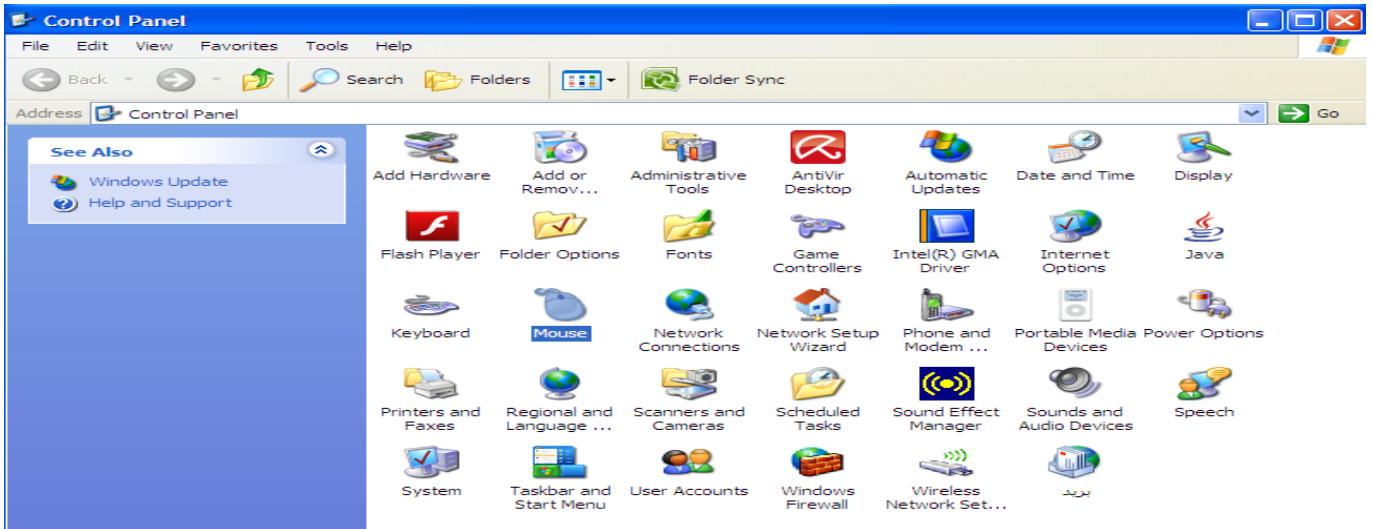 Control Panel
File Edit View Favorites Tools Help
Back Search Folders Folder Sync
Address Control Panel Go
See Also
Windows Update
Help and Support
Add Hardware Add or Administrative AntiVir Automatic Date and Time Display
Remov... Tools Desktop Updates
Flash Player Folder Options Fonts Game Intel(R) GMA Internet Java
Controllers Driver Options
Keyboard Mouse Network Network Setup Phone and Portable Media Power Options
Connections Wizard Modem ... Devices
Printers and Regional and Scanners and Scheduled Sound Effect Sounds and Speech
Faxes Language ... Cameras Tasks Manager Audio Devices
System Taskbar and User Accounts Windows Wireless بريد
Start Menu Firewall Network Set...